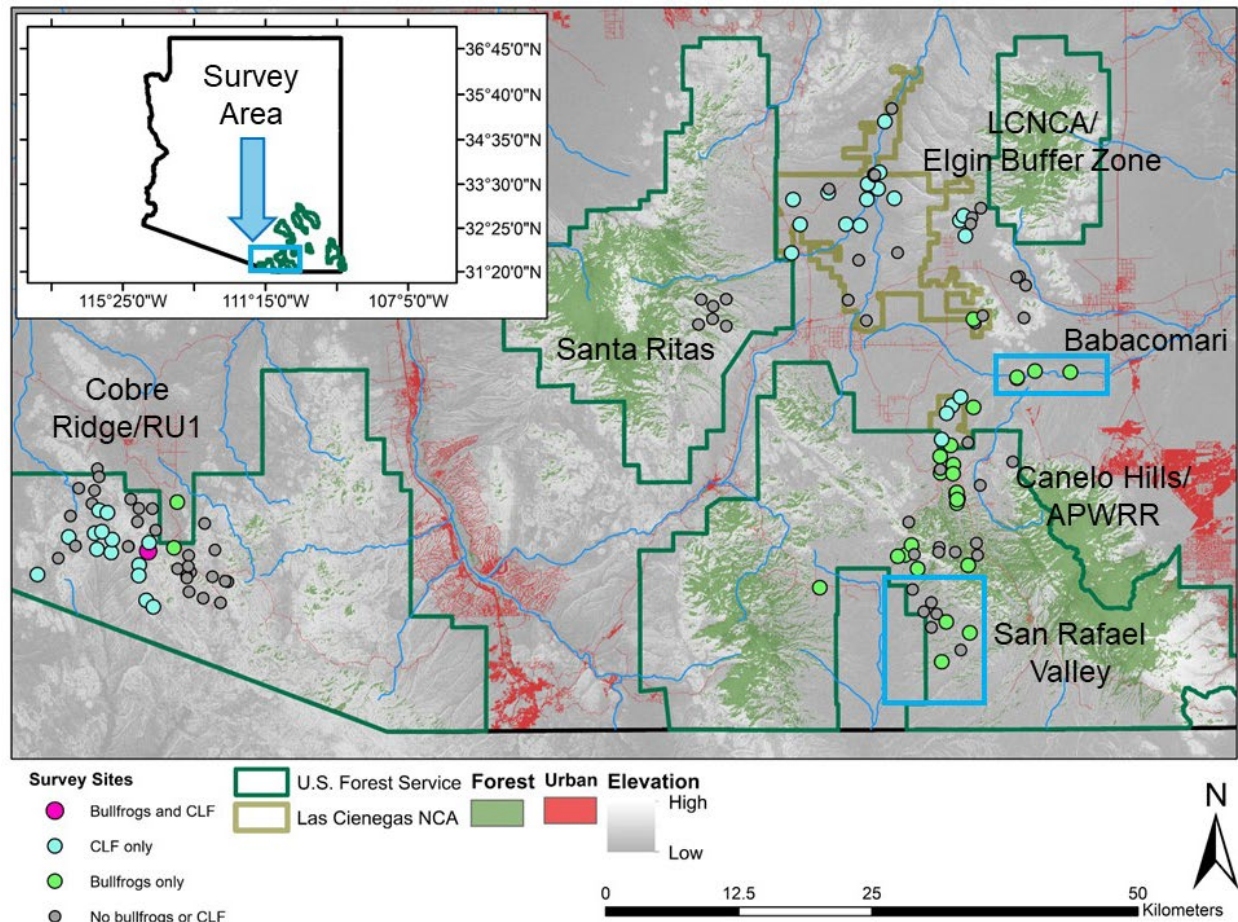 Survey
Area
36°45'0"N
35°40'0"N
34°35'0"N
33°30'0"N
32°25'0"N
31°20'0"N
115°25'0"W
111°15'0"W
107°5'0"W
LCNCA/
Elgin Buffer Zone
Santa Ritas
Babacomari
Cobre
Ridge/RU1
Canelo Hills/
APWRR
San Rafael
Valley
Survey Sites
Bullfrogs and CLF
CLF only
Bullfrogs only
No bullfrogs or CLF
U.S. Forest Service
Las Cienegas NCA
Forest
Urban
Elevation
High
Low
N
0 12.5 25 50
Kilometers